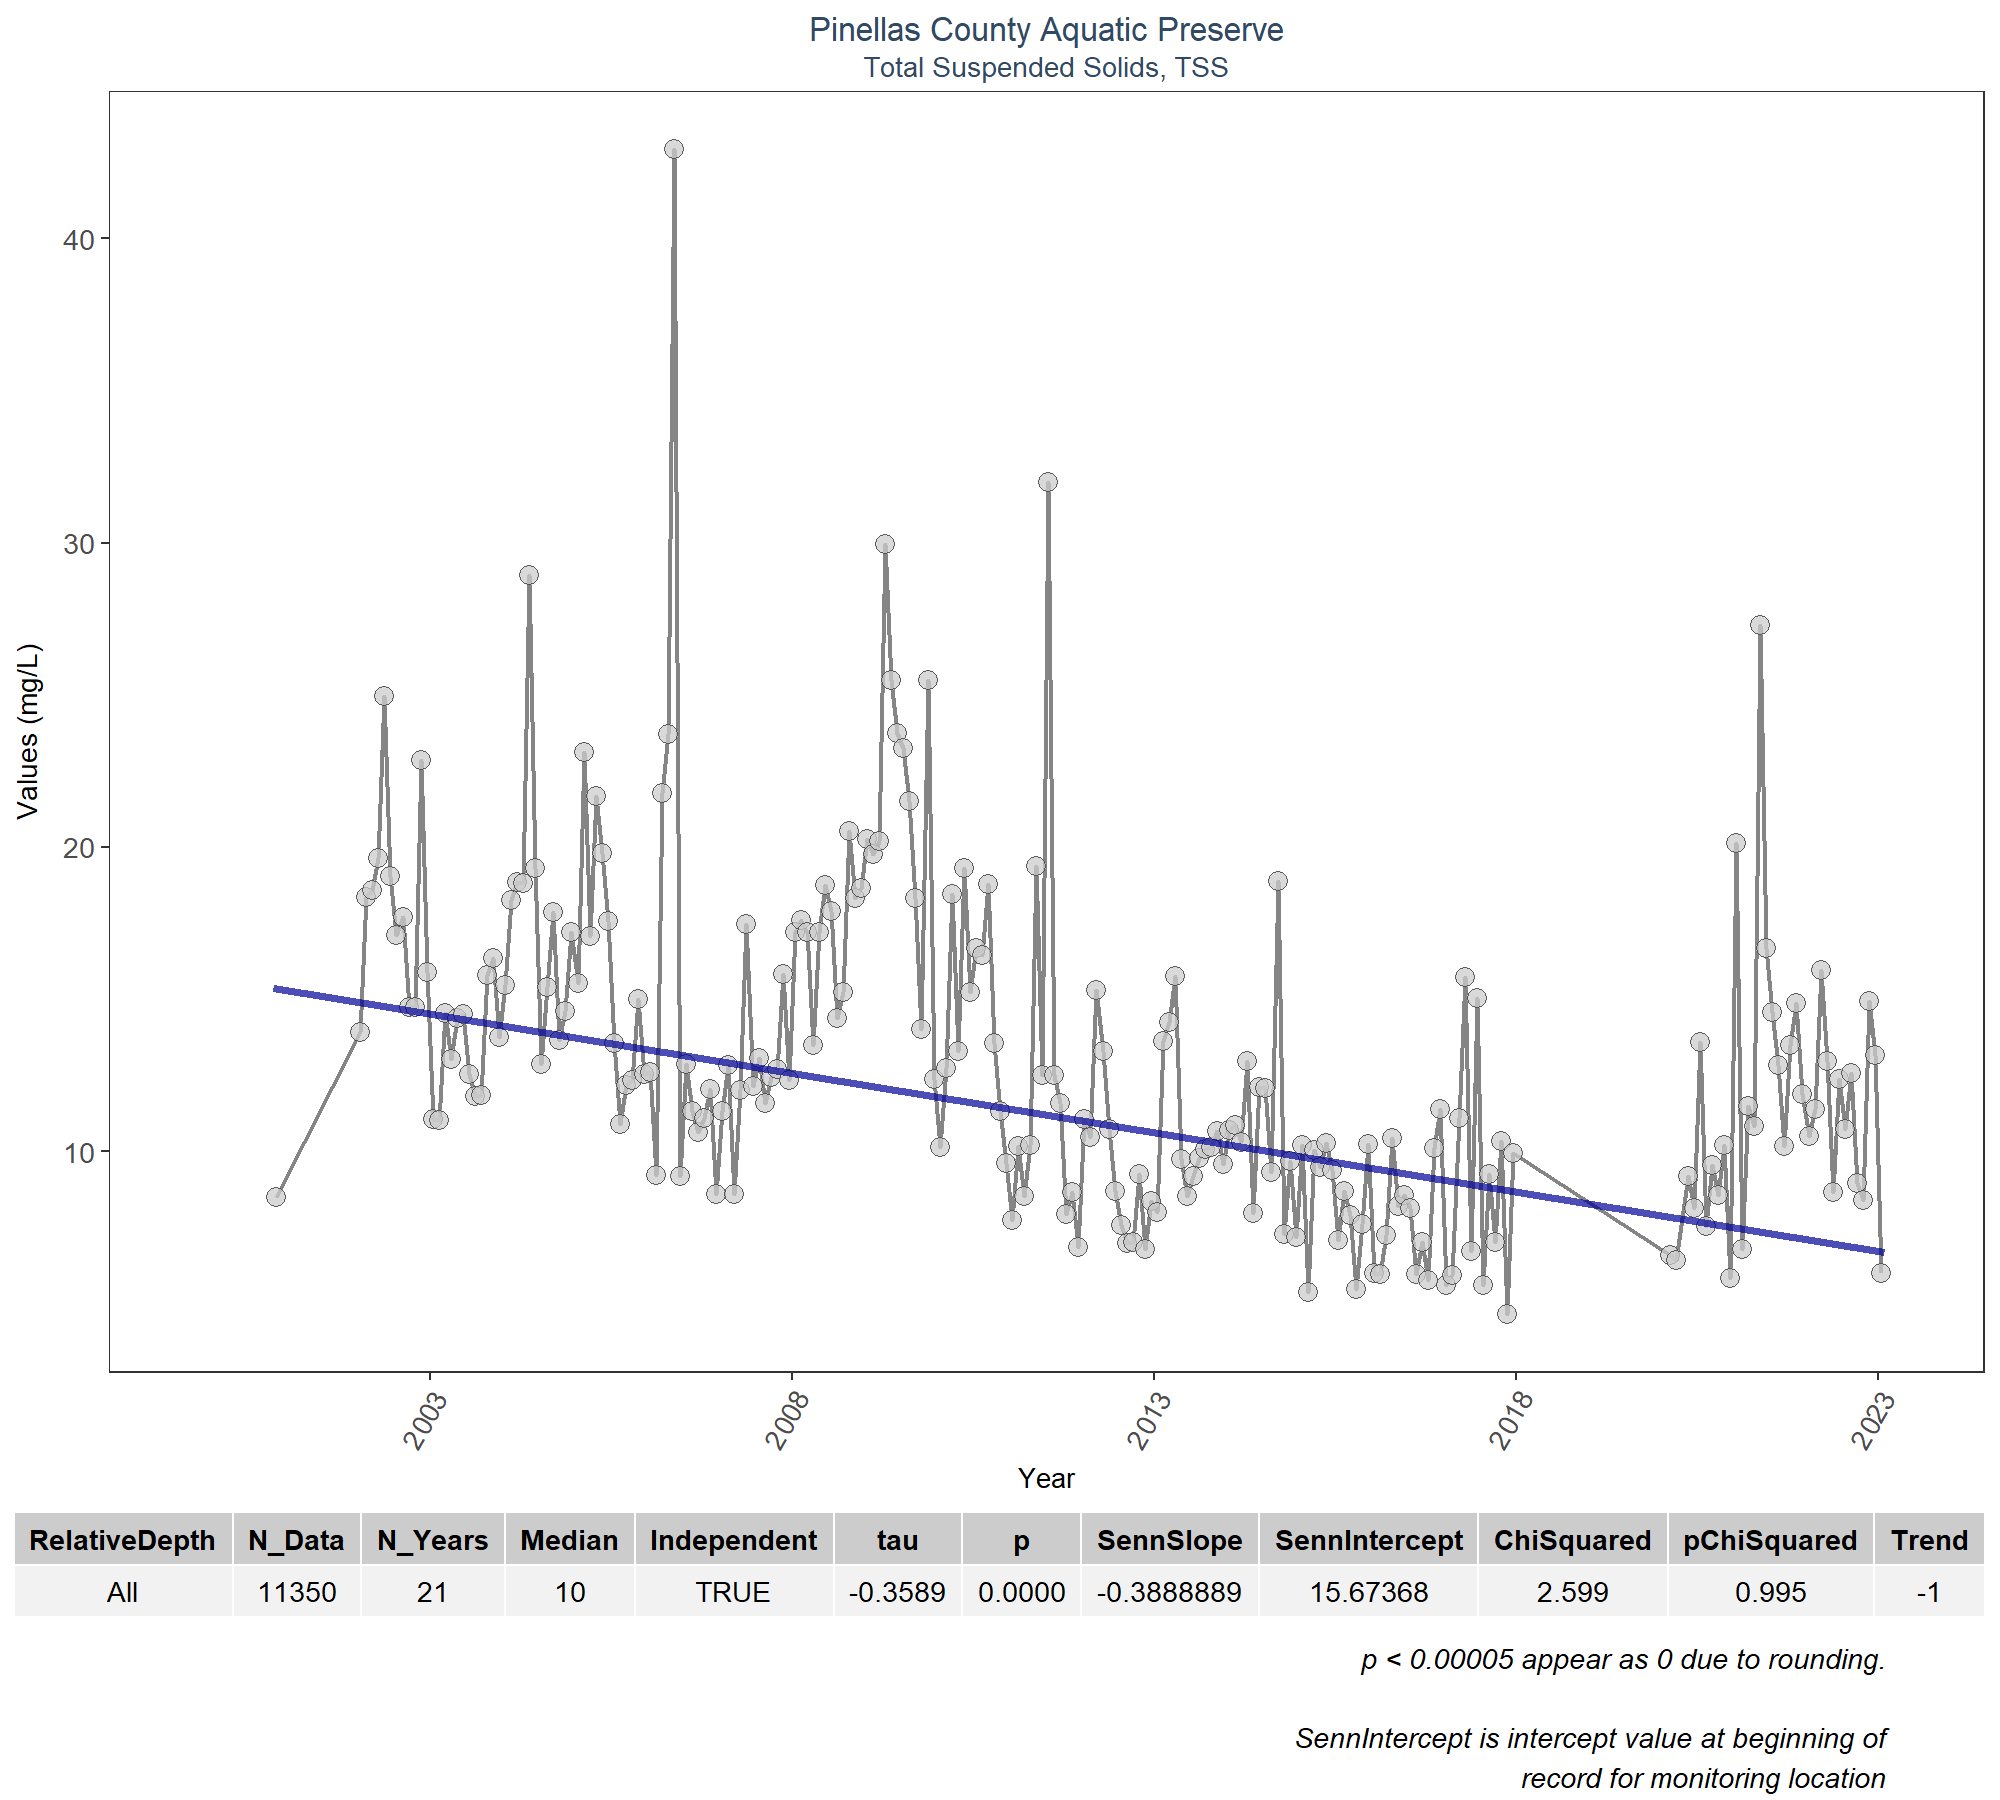 Pinellas County Aquatic Preserve
Total Suspended Solids, TSS
Values (mg/L)
40
30
20
10
2003 2008 2013 2018 2023
Year
RelativeDepth N_Data N_Years Median Independent tau p SennSlope SennIntercept ChiSquared pChiSquared Trend
All 11350 21 10 TRUE -0.3589 0.0000 -0.3888889 15.67368 2.599 0.995 -1
p < 0.00005 appear as 0 due to rounding.
SennIntercept is intercept value at beginning of
record for monitoring location